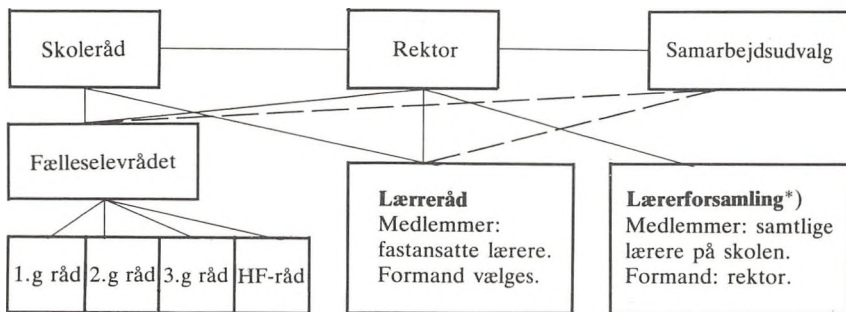 Skoleråd
Rektor
Samarbejdsudvalg
Fælleselevrådet
1.g råd
2.g råd
3.g råd
HF-råd
Lærreråd
Medlemmer:
fastansatte lærere.
Formand vælges.
Lærerforsamling*)
Medlemmer: samtlige
lærere på skolen.
Formand: rektor.